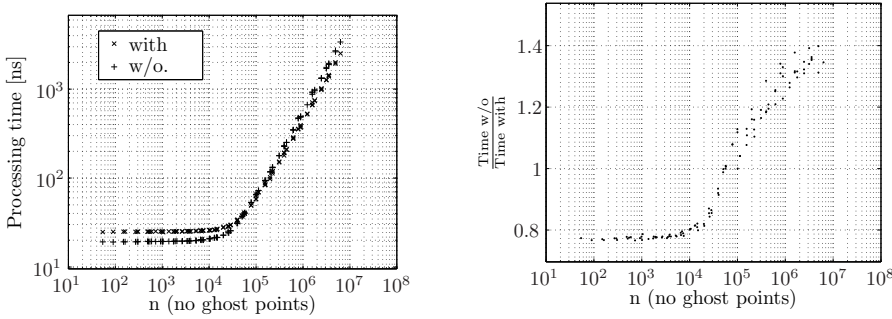 Processing time [ns]
× with
+ w/o.
10^3
10^2
10^1
10^1 10^2 10^3 10^4 10^5 10^6 10^7 10^8
n (no ghost points)
Time w/o
Time with
1.4
1.2
1
0.8
10^1 10^2 10^3 10^4 10^5 10^6 10^7 10^8
n (no ghost points)